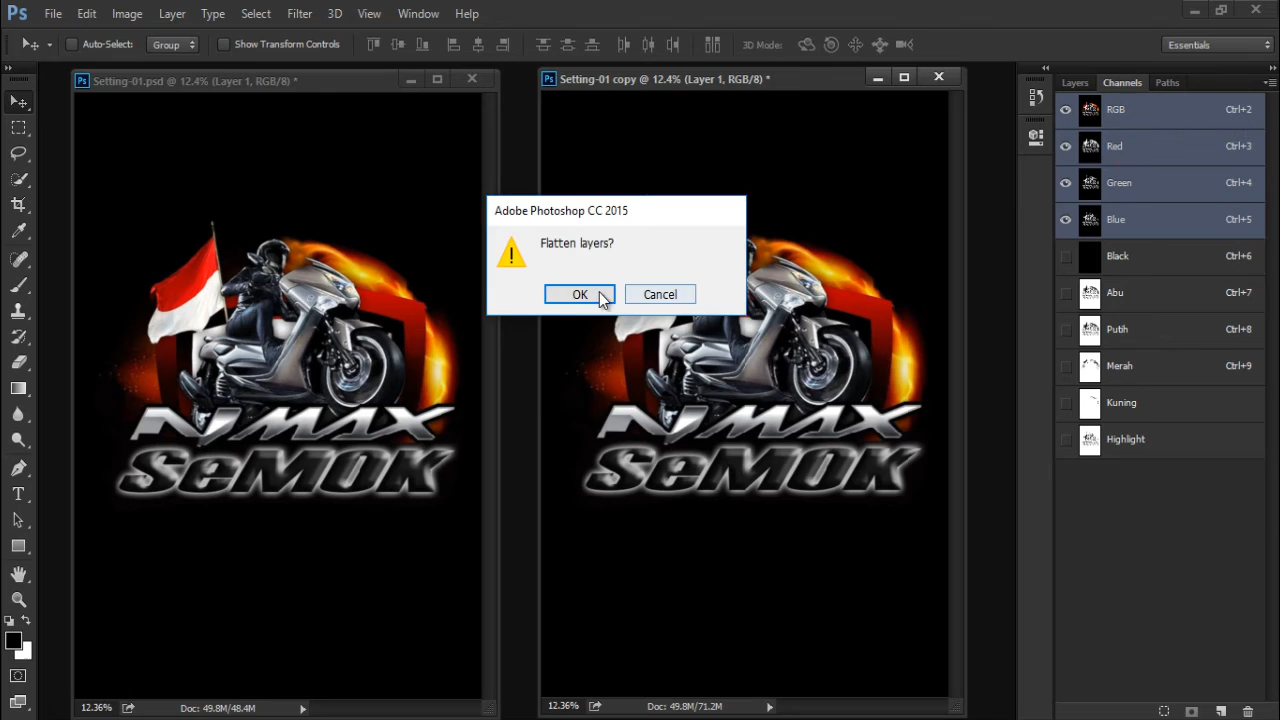 Ps File Edit Image Layer Type Select Filter 3D View Window Help
Auto-Select: Group Show Transform Controls 3D Mode: Essentials
Ps Setting-01.psd @ 12.4% (Layer 1, RGB/8) *
Ps Setting-01 copy @ 12.4% (Layer 1, RGB/8) *
Layers Channels Paths
RGB Ctrl+2
Red Ctrl+3
Green Ctrl+4
Blue Ctrl+5
Black Ctrl+6
Abu Ctrl+7
Putih Ctrl+8
Merah Ctrl+9
Kuning
Highlight
Adobe Photoshop CC 2015
Flatten layers?
OK Cancel
NMAX
SeMOK
NMAX
SeMOK
T
12.36% Doc: 49.8M/48.4M
12.36% Doc: 49.8M/71.2M